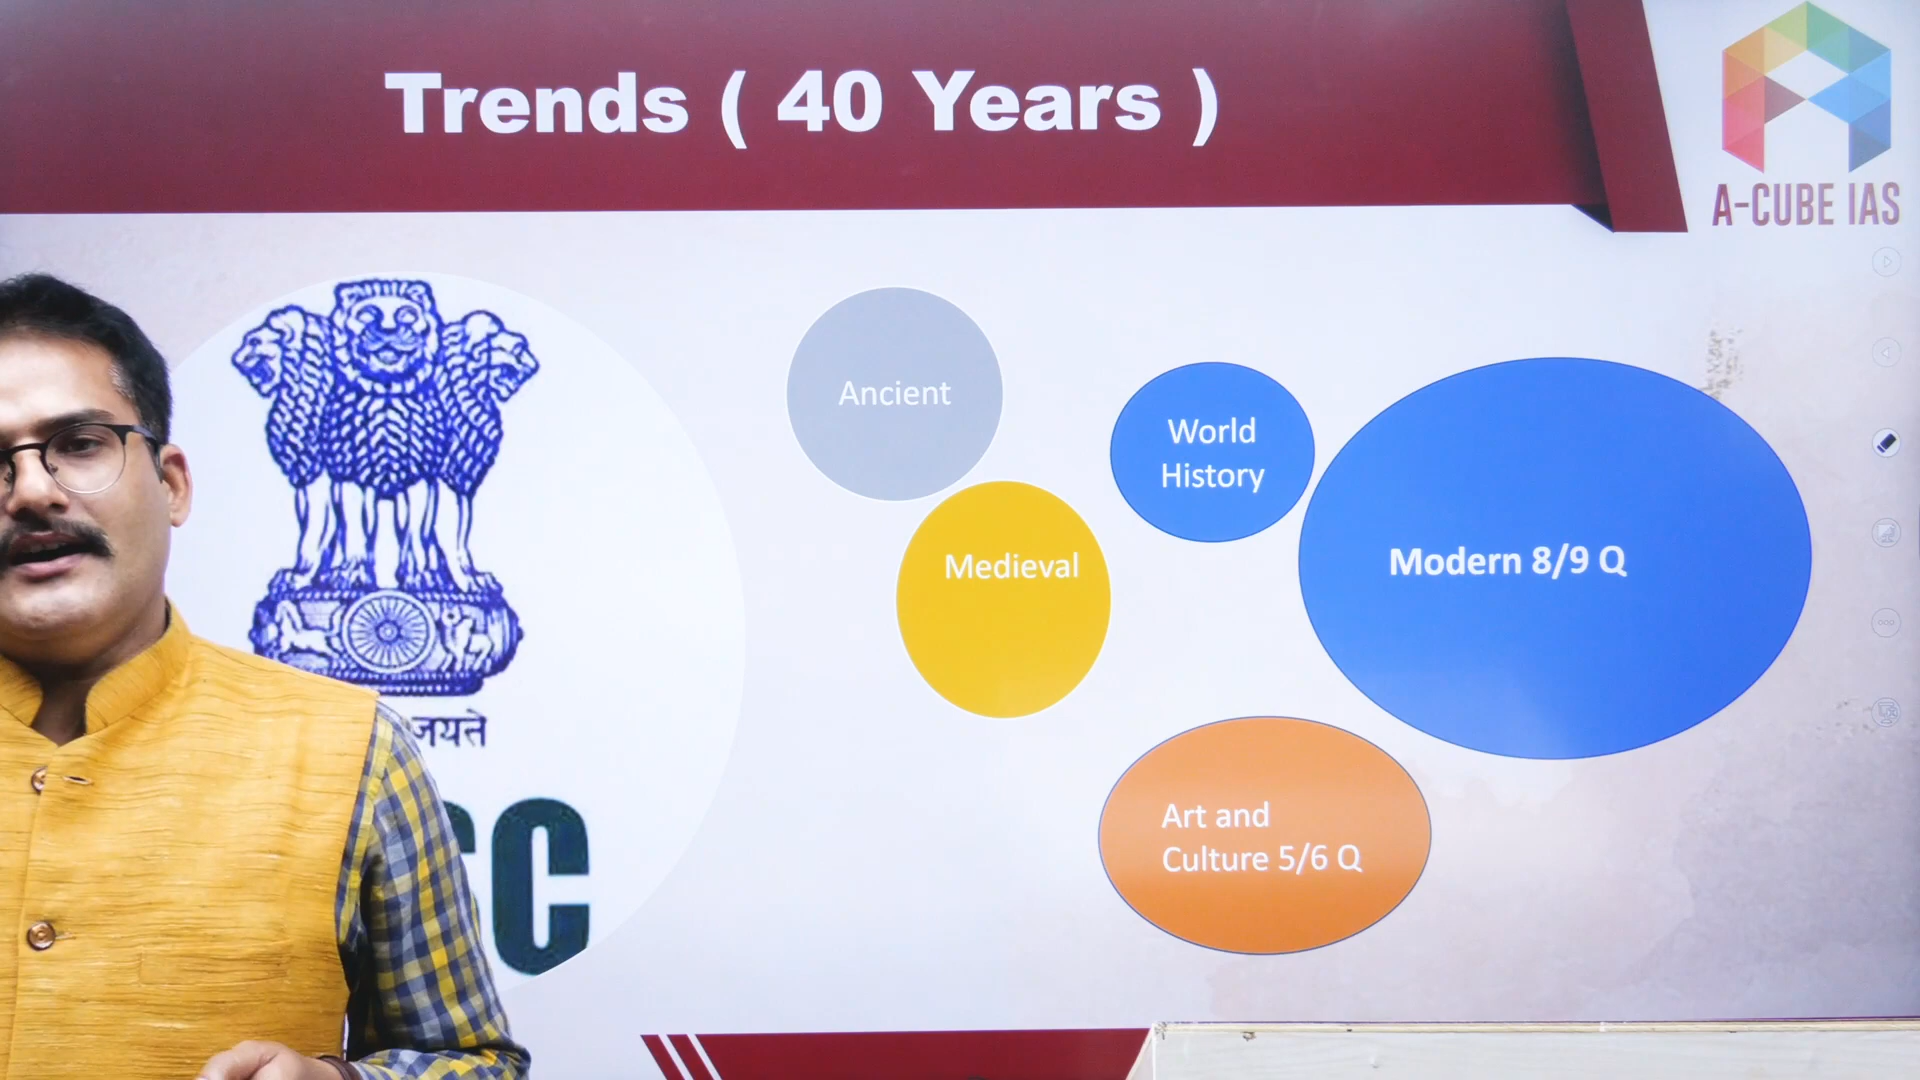 Trends ( 40 Years )
A-CUBE IAS
Ancient
World
History
Medieval
Modern 8/9 Q
जयते
SC
Art and
Culture 5/6 Q